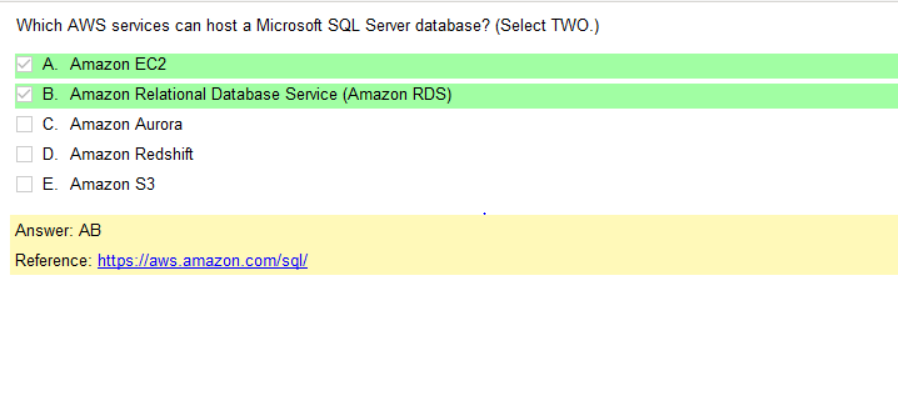 Which AWS services can host a Microsoft SQL Server database? (Select TWO.)
A. Amazon EC2
B. Amazon Relational Database Service (Amazon RDS)
C. Amazon Aurora
D. Amazon Redshift
E. Amazon S3
Answer: AB
Reference: https://aws.amazon.com/sql/